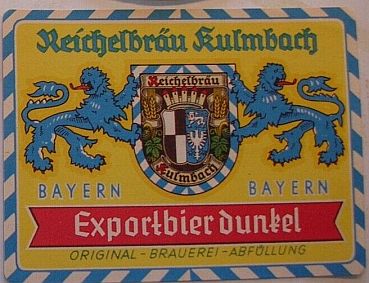 Reichelbräu Kulmbach
Reichelbräu
Kulmbach
BAYERN BAYERN
Exportbier dunkel
ORIGINAL - BRAUEREI - ABFÜLLUNG